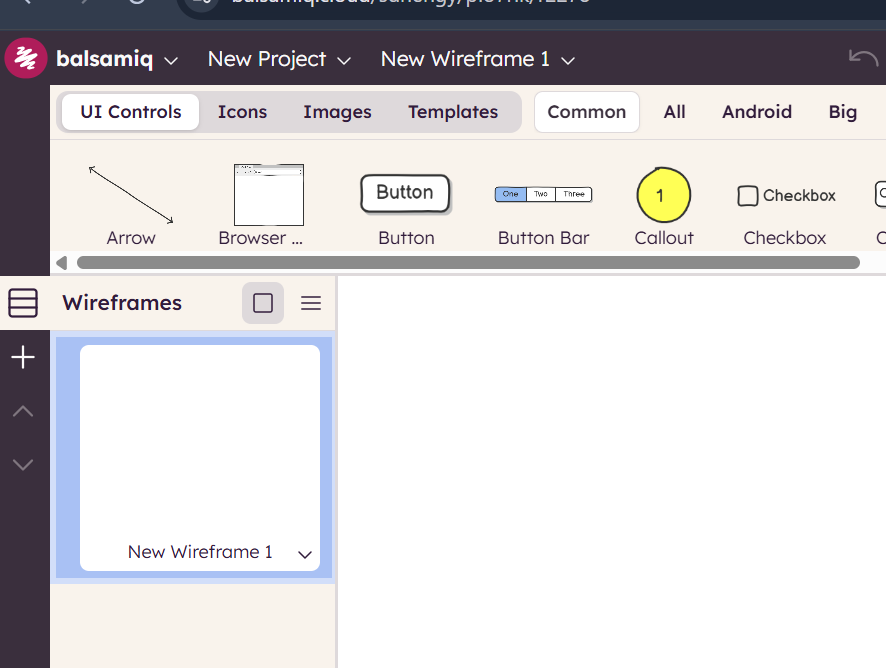 balsamiq New Project New Wireframe 1
UI Controls Icons Images Templates Common All Android Big
Button One Two Three 1 Checkbox
Arrow Browser ... Button Button Bar Callout Checkbox
Wireframes
New Wireframe 1